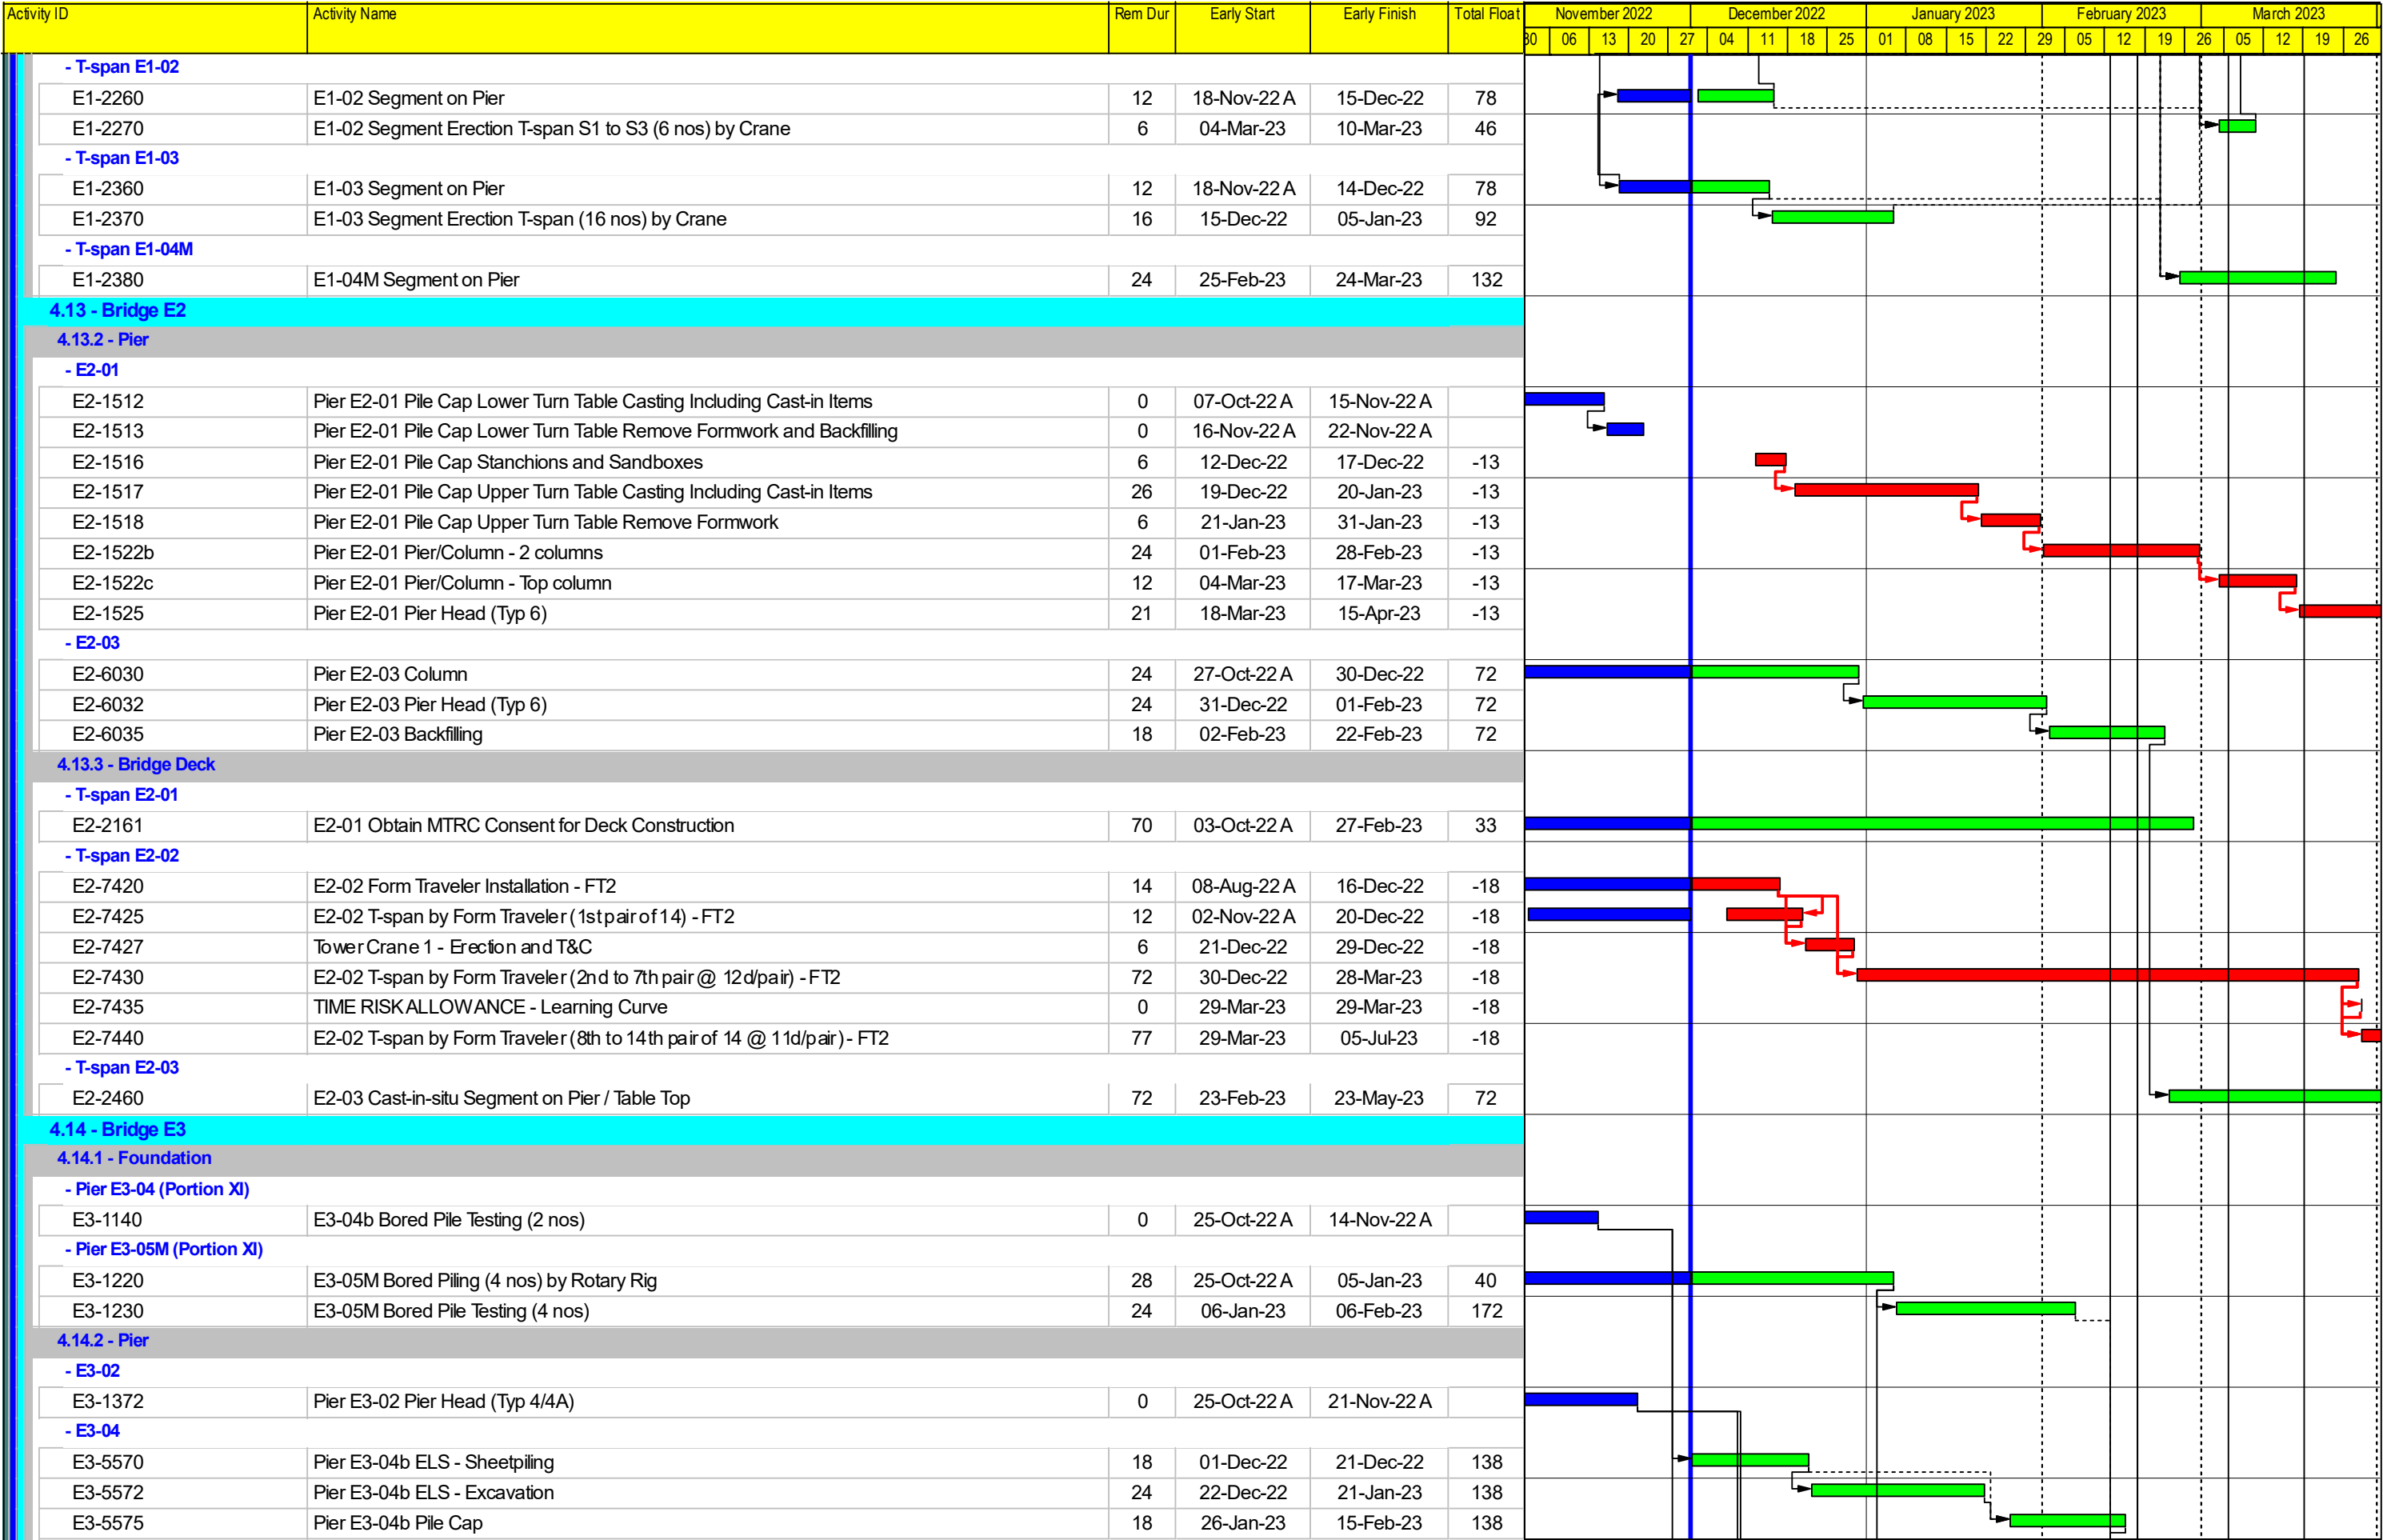 Activity ID Activity Name Rem Dur Early Start Early Finish Total Float November 2022 December 2022 January 2023 February 2023 March 2023
30 06 13 20 27 04 11 18 25 01 08 15 22 29 05 12 19 26 05 12 19 26
- T-span E1-02
E1-2260 E1-02 Segment on Pier 12 18-Nov-22 A 15-Dec-22 78
E1-2270 E1-02 Segment Erection T-span S1 to S3 (6 nos) by Crane 6 04-Mar-23 10-Mar-23 46
- T-span E1-03
E1-2360 E1-03 Segment on Pier 12 18-Nov-22 A 14-Dec-22 78
E1-2370 E1-03 Segment Erection T-span (16 nos) by Crane 16 15-Dec-22 05-Jan-23 92
- T-span E1-04M
E1-2380 E1-04M Segment on Pier 24 25-Feb-23 24-Mar-23 132
4.13 - Bridge E2
4.13.2 - Pier
- E2-01
E2-1512 Pier E2-01 Pile Cap Lower Turn Table Casting Including Cast-in Items 0 07-Oct-22 A 15-Nov-22 A
E2-1513 Pier E2-01 Pile Cap Lower Turn Table Remove Formwork and Backfilling 0 16-Nov-22 A 22-Nov-22 A
E2-1516 Pier E2-01 Pile Cap Stanchions and Sandboxes 6 12-Dec-22 17-Dec-22 -13
E2-1517 Pier E2-01 Pile Cap Upper Turn Table Casting Including Cast-in Items 26 19-Dec-22 20-Jan-23 -13
E2-1518 Pier E2-01 Pile Cap Upper Turn Table Remove Formwork 6 21-Jan-23 31-Jan-23 -13
E2-1522b Pier E2-01 Pier/Column - 2 columns 24 01-Feb-23 28-Feb-23 -13
E2-1522c Pier E2-01 Pier/Column - Top column 12 04-Mar-23 17-Mar-23 -13
E2-1525 Pier E2-01 Pier Head (Typ 6) 21 18-Mar-23 15-Apr-23 -13
- E2-03
E2-6030 Pier E2-03 Column 24 27-Oct-22 A 30-Dec-22 72
E2-6032 Pier E2-03 Pier Head (Typ 6) 24 31-Dec-22 01-Feb-23 72
E2-6035 Pier E2-03 Backfilling 18 02-Feb-23 22-Feb-23 72
4.13.3 - Bridge Deck
- T-span E2-01
E2-2161 E2-01 Obtain MTRC Consent for Deck Construction 70 03-Oct-22 A 27-Feb-23 33
- T-span E2-02
E2-7420 E2-02 Form Traveler Installation - FT2 14 08-Aug-22 A 16-Dec-22 -18
E2-7425 E2-02 T-span by Form Traveler (1st pair of 14) - FT2 12 02-Nov-22 A 20-Dec-22 -18
E2-7427 Tower Crane 1 - Erection and T&C 6 21-Dec-22 29-Dec-22 -18
E2-7430 E2-02 T-span by Form Traveler (2nd to 7th pair @ 12d/pair) - FT2 72 30-Dec-22 28-Mar-23 -18
E2-7435 TIME RISK ALLOWANCE - Learning Curve 0 29-Mar-23 29-Mar-23 -18
E2-7440 E2-02 T-span by Form Traveler (8th to 14th pair of 14 @ 11d/pair) - FT2 77 29-Mar-23 05-Jul-23 -18
- T-span E2-03
E2-2460 E2-03 Cast-in-situ Segment on Pier / Table Top 72 23-Feb-23 23-May-23 72
4.14 - Bridge E3
4.14.1 - Foundation
- Pier E3-04 (Portion XI)
E3-1140 E3-04b Bored Pile Testing (2 nos) 0 25-Oct-22 A 14-Nov-22 A
- Pier E3-05M (Portion XI)
E3-1220 E3-05M Bored Piling (4 nos) by Rotary Rig 28 25-Oct-22 A 05-Jan-23 40
E3-1230 E3-05M Bored Pile Testing (4 nos) 24 06-Jan-23 06-Feb-23 172
4.14.2 - Pier
- E3-02
E3-1372 Pier E3-02 Pier Head (Typ 4/4A) 0 25-Oct-22 A 21-Nov-22 A
- E3-04
E3-5570 Pier E3-04b ELS - Sheetpiling 18 01-Dec-22 21-Dec-22 138
E3-5572 Pier E3-04b ELS - Excavation 24 22-Dec-22 21-Jan-23 138
E3-5575 Pier E3-04b Pile Cap 18 26-Jan-23 15-Feb-23 138